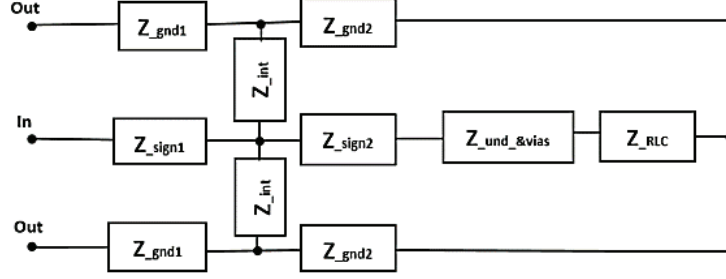 Out
Z_gnd1
Z_gnd2
Z_int
In
Z_sign1
Z_sign2
Z_und_&vias
Z_RLC
Z_int
Out
Z_gnd1
Z_gnd2